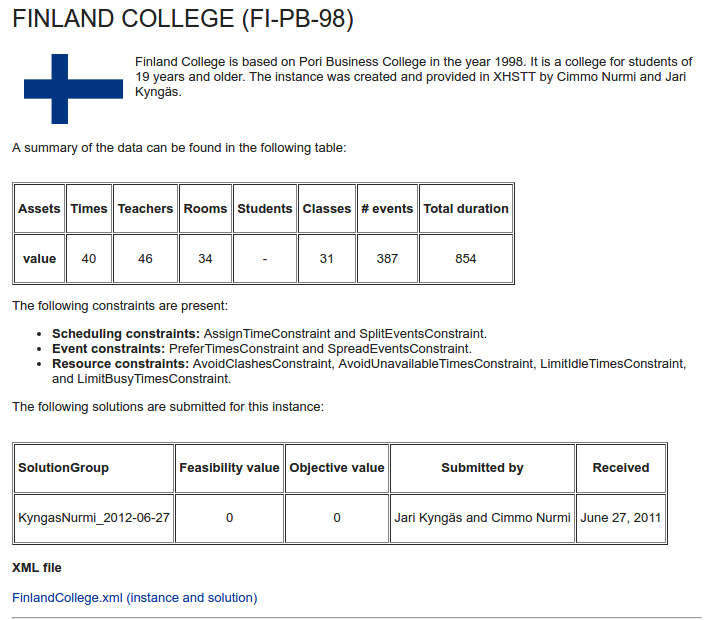 FINLAND COLLEGE (FI-PB-98)
Finland College is based on Pori Business College in the year 1998. It is a college for students of
19 years and older. The instance was created and provided in XHSTT by Cimmo Nurmi and Jari
Kyngäs.
A summary of the data can be found in the following table:
Assets Times Teachers Rooms Students Classes # events Total duration
value 40 46 34 - 31 387 854
The following constraints are present:
• Scheduling constraints: AssignTimeConstraint and SplitEventsConstraint.
• Event constraints: PreferTimesConstraint and SpreadEventsConstraint.
• Resource constraints: AvoidClashesConstraint, AvoidUnavailableTimesConstraint, LimitIdleTimesConstraint,
and LimitBusyTimesConstraint.
The following solutions are submitted for this instance:
SolutionGroup Feasibility value Objective value Submitted by Received
KyngasNurmi_2012-06-27 0 0 Jari Kyngäs and Cimmo Nurmi June 27, 2011
XML file
FinlandCollege.xml (instance and solution)